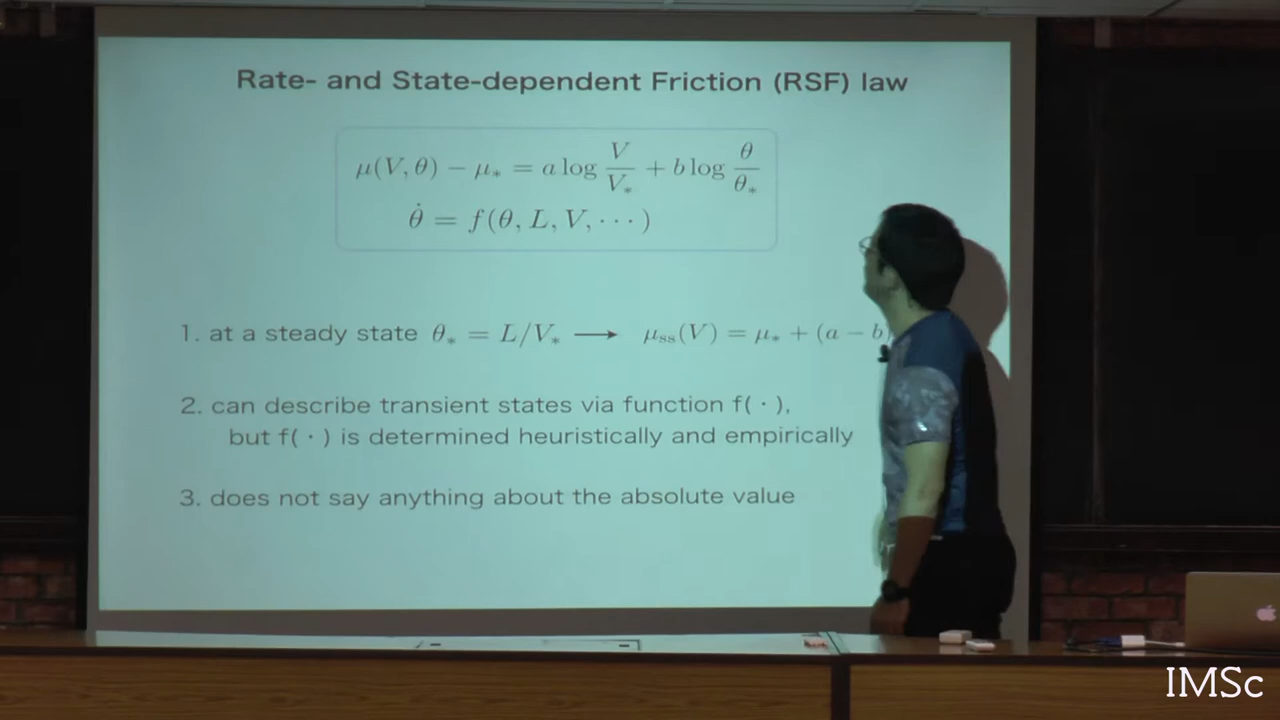 Rate- and State-dependent Friction (RSF) law
μ(V, θ) − μ* = a log V/V* + b log θ/θ*
θ̇ = f(θ, L, V, ···)
1. at a steady state θ* = L/V* ⟶ μss(V) = μ* + (a − b)
2. can describe transient states via function f( · ),
but f( · ) is determined heuristically and empirically
3. does not say anything about the absolute value
IMSc